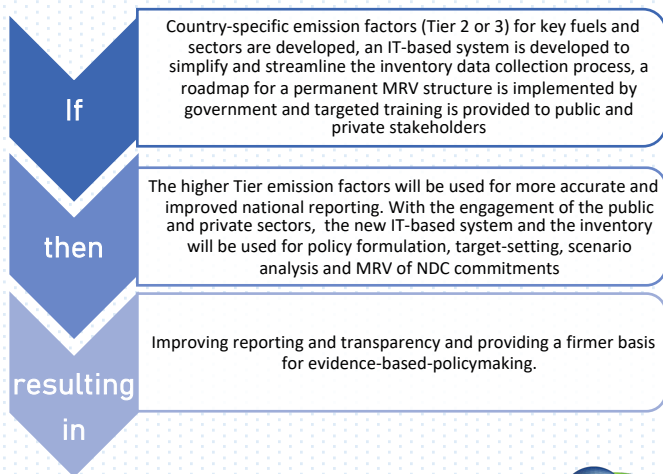 If
Country-specific emission factors (Tier 2 or 3) for key fuels and
sectors are developed, an IT-based system is developed to
simplify and streamline the inventory data collection process, a
roadmap for a permanent MRV structure is implemented by
government and targeted training is provided to public and
private stakeholders
then
The higher Tier emission factors will be used for more accurate and
improved national reporting. With the engagement of the public
and private sectors, the new IT-based system and the inventory
will be used for policy formulation, target-setting, scenario
analysis and MRV of NDC commitments
resulting
in
Improving reporting and transparency and providing a firmer basis
for evidence-based-policymaking.